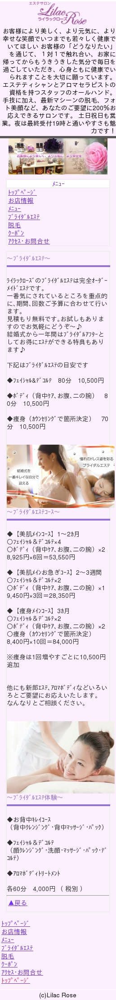 エステサロン
Lilac
ライラックローズ
Rose
お客様により美しく、より元気に、より
幸せな笑顔でいつまでも若々しく健康で
いてほしい お客様の「どうなりたい」
を通じて、１対１で触れ合い、お家に
帰ってからもうきうきした気分で毎日を
過ごしていただき、心身ともに健康でい
られますことを大切に願っています。
エステティシャンとアロマセラピストの
資格を持つスタッフのオールハンド。
手技に加え、最新マシーンの脱毛、フォ
ト美顔など、あなたのご要望に200％お
応えできるサロンです。 土日祝日も営
業。夜は最終受付19時と通いやすさも魅
力です！
お客様により美しく、より元気に、より幸せを…
ﾒﾆｭｰ
ﾄｯﾌﾟﾍﾟｰｼﾞ
お店情報
ﾒﾆｭｰ
ﾌﾞﾗｲﾀﾞﾙｴｽﾃ
脱毛
ｸｰﾎﾟﾝ
ｱｸｾｽ･お問合せ
～ﾌﾞﾗｲﾀﾞﾙｴｽﾃ～
ﾗｲﾗｯｸﾛｰｽﾞのﾌﾞﾗｲﾀﾞﾙｴｽﾃは完全ｵｰﾀﾞｰ
ﾒｲﾄﾞｴｽﾃです。
一番気にされているところを重点的
に､期間､回数ご予算に合わせて行い
ます。
見積もり無料です｡お試しもありま
すのでお気軽にどうぞ～♪
結婚式から一年間はﾌﾞﾗｲﾀﾞﾙｱﾌﾀｰと
してお得にｴｽﾃができる特典もあり
ます♪
下記はﾌﾞﾗｲﾀﾞﾙｴｽﾃの目安です
◆ﾌｪｲｼｬﾙ&ﾃﾞｺﾙﾃ　80分　10,500円
◆ﾎﾞﾃﾞｨ（背中ｹｱ､お腹､二の腕）　8
0分　10,500円
◆痩身（ｶｳﾝｾﾘﾝｸﾞで箇所決定）　70
分　10,500円
憧れのドレス姿を彩る
ブライダルエステ
結婚式を
一番キレイな自分で
迎える
～ﾌﾞﾗｲﾀﾞﾙｴｽﾃｺｰｽ～
◆【美肌ﾒｲﾝｺｰｽ】1～2ｶ月
○ﾌｪｲｼｬﾙ＆ﾃﾞｺﾙﾃ×4
○ﾎﾞﾃﾞｨ（背中ｹｱ､お腹､二の腕）×2
8,925円×6回＝53,550円
◆【美肌ﾒｲﾝお急ぎｺｰｽ】2～3週間
○ﾌｪｲｼｬﾙ＆ﾃﾞｺﾙﾃ×2
○ﾎﾞﾃﾞｨ（背中ｹｱ､お腹､二の腕）×1
9,450円×3回＝28,350円
◆【痩身ﾒｲﾝｺｰｽ】3ｶ月
○ﾌｪｲｼｬﾙ＆ﾃﾞｺﾙﾃ×2
○ﾎﾞﾃﾞｨ（背中ｹｱ､お腹､二の腕）×2
○痩身（ｶｳﾝｾﾘﾝｸﾞで箇所決定）
8,400円×10回＝84,000円
※痩身は1回増やすごとに10,500円
追加
他にも新郎ｴｽﾃ､ｱﾛﾏﾎﾞﾃﾞｨなどいろい
ろとご要望にお応えいたします。
なんなりとご相談ください。
～ﾌﾞﾗｲﾀﾞﾙｴｽﾃ体験～
◆お背中ｷﾚｲｺｰｽ
（背中ｸﾚﾝｼﾞﾝｸﾞ･背中ﾏｯｻｰｼﾞ･ﾊﾟｯｸ）
◆ﾌｪｲｼｬﾙ＆ﾃﾞｺﾙﾃ
（顔ｸﾚﾝｼﾞﾝｸﾞ･洗顔･ﾏｯｻｰｼﾞ･ﾊﾟｯｸ･ﾃﾞ
ｺﾙﾃ）
◆ｱﾛﾏﾎﾞﾃﾞｨﾄﾘｰﾄﾒﾝﾄ
各60分　4,000円 （ 税別 ）
▲戻る
ﾄｯﾌﾟﾍﾟｰｼﾞ
お店情報
ﾒﾆｭｰ
ﾌﾞﾗｲﾀﾞﾙｴｽﾃ
脱毛
ｸｰﾎﾟﾝ
ｱｸｾｽ･お問合せ
ﾄｯﾌﾟﾍﾟｰｼﾞ
(c)Lilac Rose